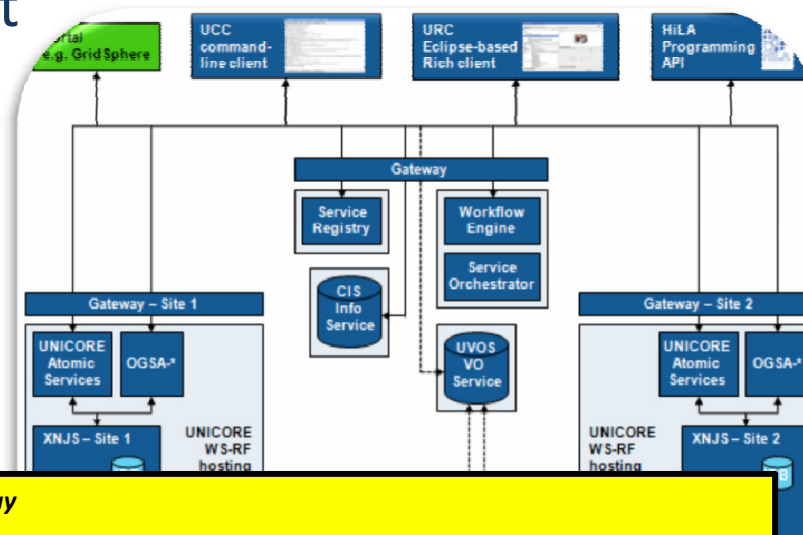 e.g. GridSphere
UCC
command-
line client
URC
Eclipse-based
Rich client
HiLA
Programming
API
Gateway
Service
Registry
Workflow
Engine
Service
Orchestrator
CIS
Info
Service
UVOS
VO
Service
Gateway – Site 1
UNICORE
Atomic
Services
OGSA-*
XNJS – Site 1
UNICORE
WS-RF
hosting
Gateway – Site 2
UNICORE
Atomic
Services
OGSA-*
UNICORE
WS-RF
hosting
XNJS – Site 2